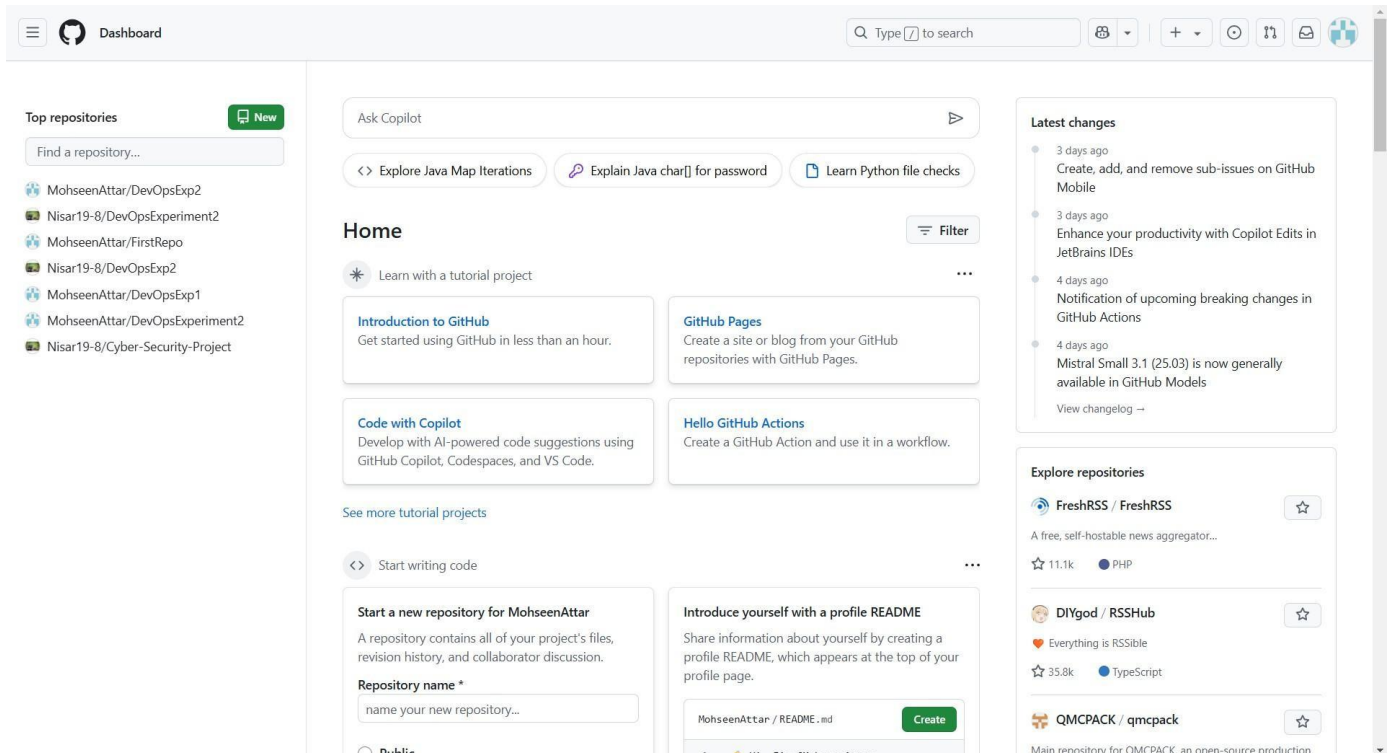 Dashboard
Type / to search
Top repositories
New
Find a repository...
MohseenAttar/DevOpsExp2
Nisar19-8/DevOpsExperiment2
MohseenAttar/FirstRepo
Nisar19-8/DevOpsExp2
MohseenAttar/DevOpsExp1
MohseenAttar/DevOpsExperiment2
Nisar19-8/Cyber-Security-Project
Ask Copilot
Explore Java Map Iterations
Explain Java char[] for password
Learn Python file checks
Home
Filter
Learn with a tutorial project
Introduction to GitHub
Get started using GitHub in less than an hour.
GitHub Pages
Create a site or blog from your GitHub
repositories with GitHub Pages.
Code with Copilot
Develop with AI-powered code suggestions using
GitHub Copilot, Codespaces, and VS Code.
Hello GitHub Actions
Create a GitHub Action and use it in a workflow.
See more tutorial projects
Start writing code
Start a new repository for MohseenAttar
A repository contains all of your project's files,
revision history, and collaborator discussion.
Repository name *
name your new repository...
Public
Introduce yourself with a profile README
Share information about yourself by creating a
profile README, which appears at the top of your
profile page.
MohseenAttar / README.md
Create
Latest changes
3 days ago
Create, add, and remove sub-issues on GitHub
Mobile
3 days ago
Enhance your productivity with Copilot Edits in
JetBrains IDEs
4 days ago
Notification of upcoming breaking changes in
GitHub Actions
4 days ago
Mistral Small 3.1 (25.03) is now generally
available in GitHub Models
View changelog →
Explore repositories
FreshRSS / FreshRSS
A free, self-hostable news aggregator...
11.1k PHP
DIYgod / RSSHub
🧡 Everything is RSSible
35.8k TypeScript
QMCPACK / qmcpack
Main repository for QMCPACK, an open-source production